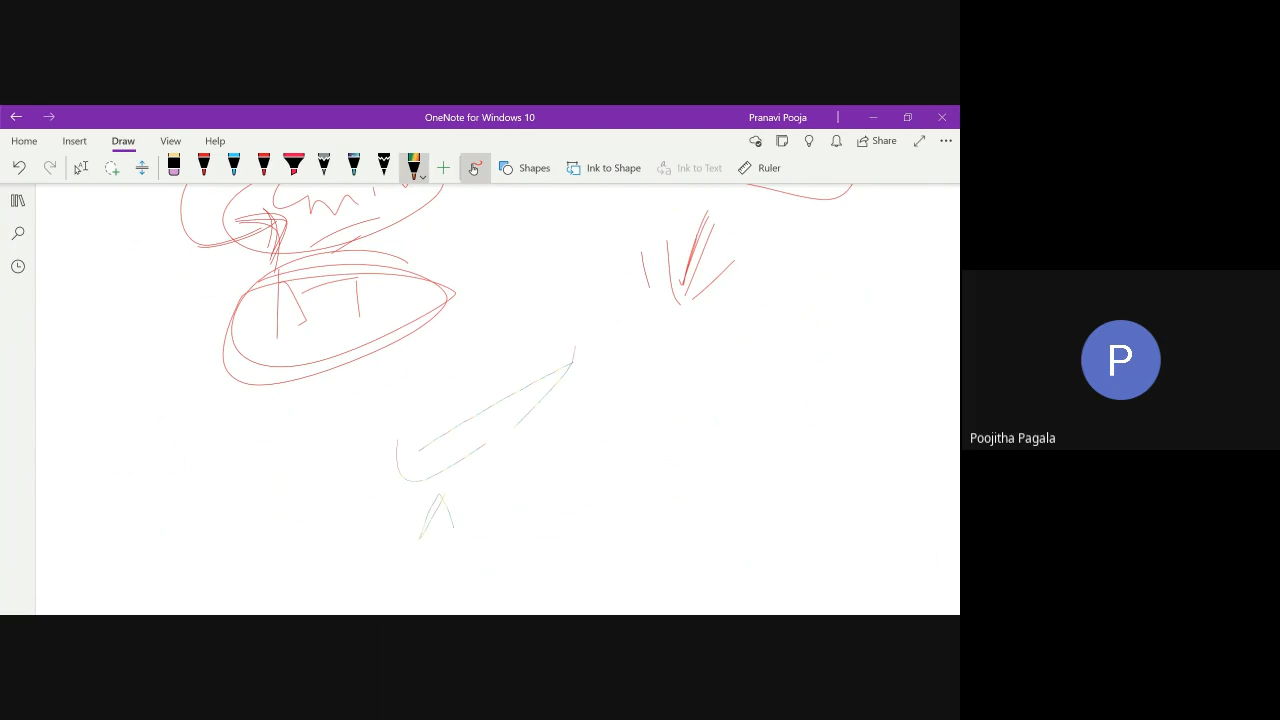 OneNote for Windows 10 Pranavi Pooja
Home Insert Draw View Help Share
Shapes Ink to Shape Ink to Text Ruler
P
Poojitha Pagala